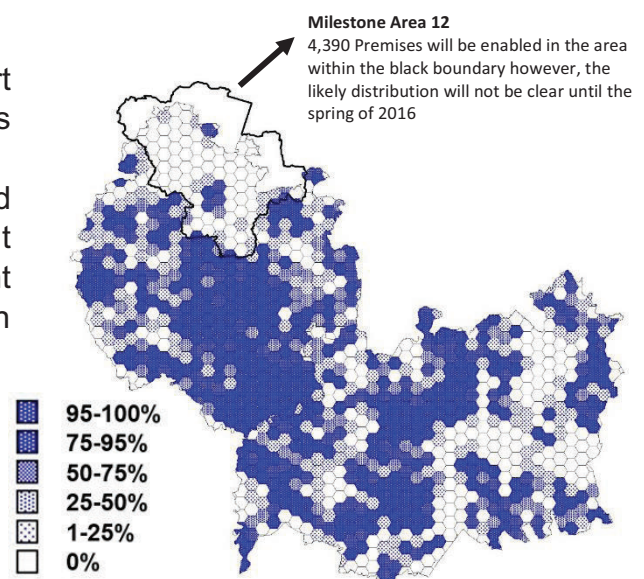 Milestone Area 12
4,390 Premises will be enabled in the area
within the black boundary however, the
likely distribution will not be clear until the
spring of 2016
rt
s
d
t
nt
n
95-100%
75-95%
50-75%
25-50%
1-25%
0%